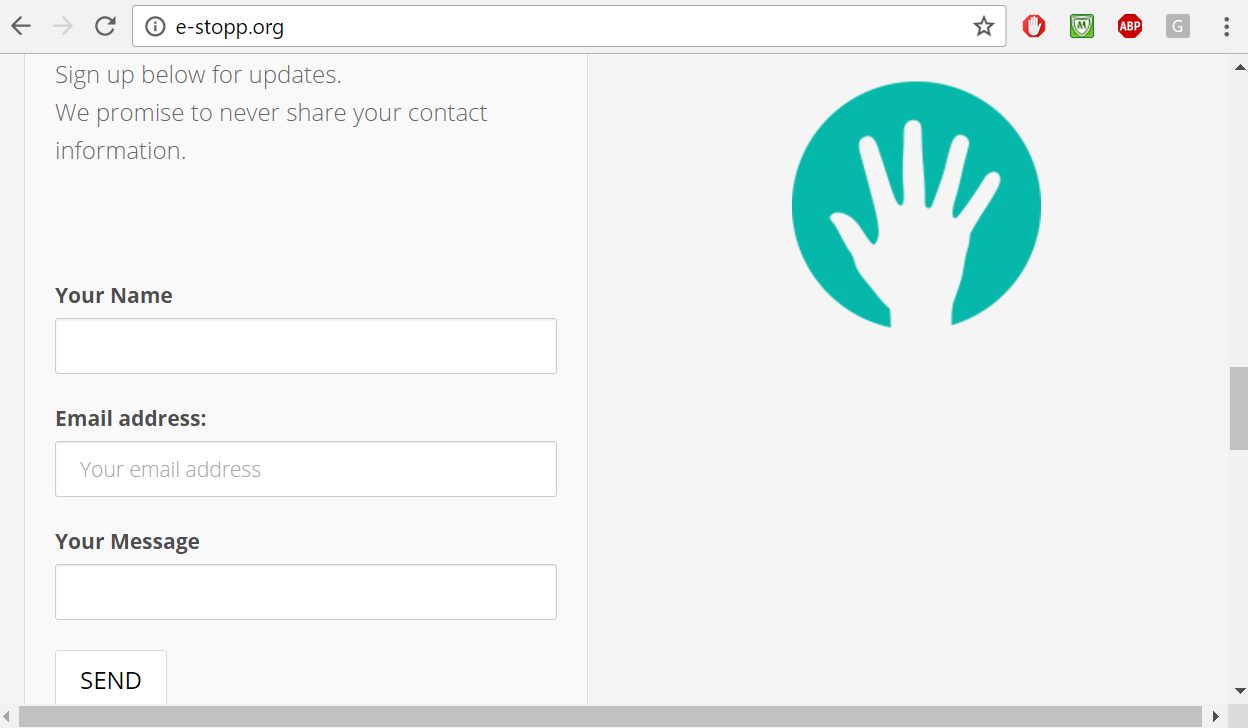 e-stopp.org
ABP
G
Sign up below for updates.
We promise to never share your contact
information.
Your Name
Email address:
Your email address
Your Message
SEND